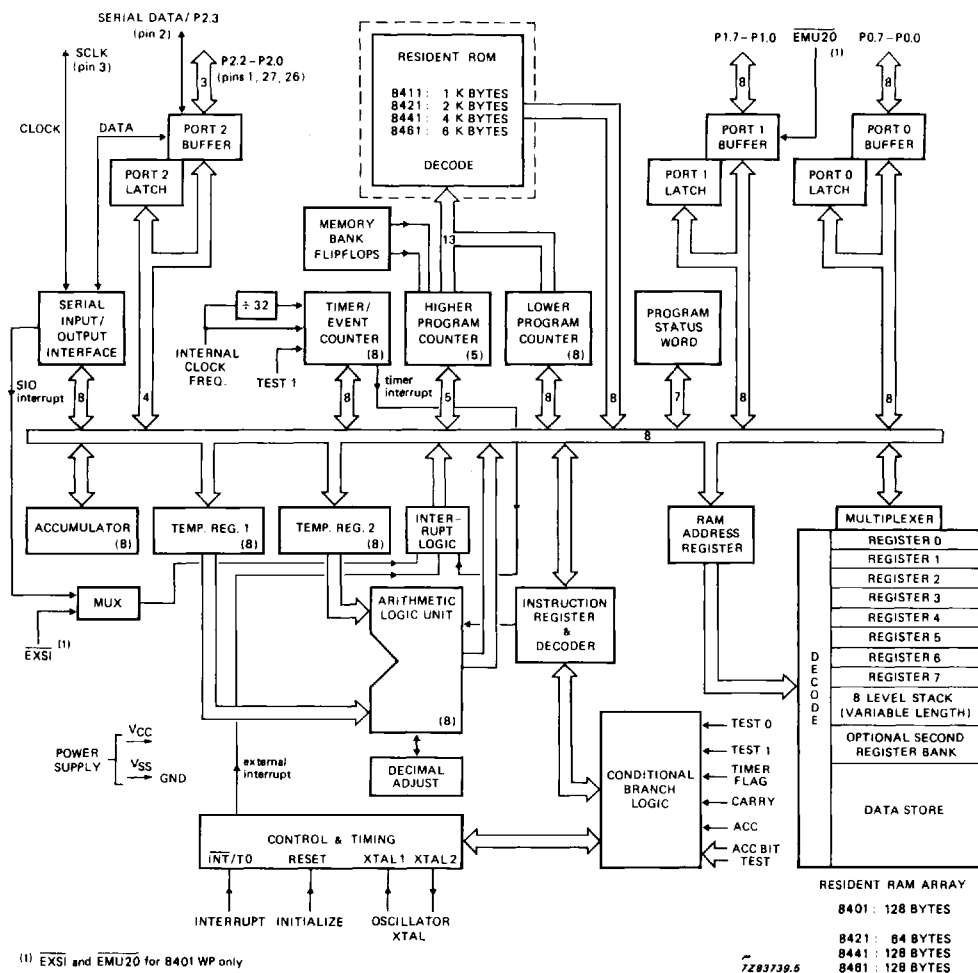 SERIAL DATA/ P2.3
(pin 2)
SCLK
(pin 3)
P2.2-P2.0
(pins 1, 27, 26)
3
CLOCK
DATA
PORT 2
BUFFER
PORT 2
LATCH
RESIDENT ROM
8411 : 1 K BYTES
8421 : 2 K BYTES
8441 : 4 K BYTES
8461 : 6 K BYTES
DECODE
P1.7-P1.0
EMU20
(1)
P0.7-P0.0
8
8
PORT 1
BUFFER
PORT 1
LATCH
PORT 0
BUFFER
PORT 0
LATCH
MEMORY
BANK
FLIPFLOPS
13
SERIAL
INPUT/
OUTPUT
INTERFACE
÷ 32
TIMER/
EVENT
COUNTER
(8)
HIGHER
PROGRAM
COUNTER
(5)
LOWER
PROGRAM
COUNTER
(8)
PROGRAM
STATUS
WORD
INTERNAL
CLOCK
FREQ.
TEST 1
timer
interrupt
SIO
interrupt
8
4
8
5
8
8
7
8
8
8
ACCUMULATOR
(8)
TEMP. REG. 1
(8)
TEMP. REG. 2
(8)
INTER-
RUPT
LOGIC
RAM
ADDRESS
REGISTER
MULTIPLEXER
REGISTER 0
REGISTER 1
REGISTER 2
REGISTER 3
REGISTER 4
REGISTER 5
REGISTER 6
REGISTER 7
8 LEVEL STACK
(VARIABLE LENGTH)
OPTIONAL SECOND
REGISTER BANK
DATA STORE
DECODE
MUX
EXSI (1)
ARITHMETIC
LOGIC UNIT
(8)
INSTRUCTION
REGISTER
&
DECODER
POWER
SUPPLY
VCC
VSS
GND
external
interrupt
DECIMAL
ADJUST
CONDITIONAL
BRANCH
LOGIC
TEST 0
TEST 1
TIMER
FLAG
CARRY
ACC
ACC BIT
TEST
CONTROL & TIMING
INT/T0 RESET XTAL 1 XTAL 2
INTERRUPT INITIALIZE OSCILLATOR
XTAL
RESIDENT RAM ARRAY
8401 : 128 BYTES
8421 : 64 BYTES
8441 : 128 BYTES
8461 : 128 BYTES
(1) EXSI and EMU20 for 8401 WP only
7Z83739.5